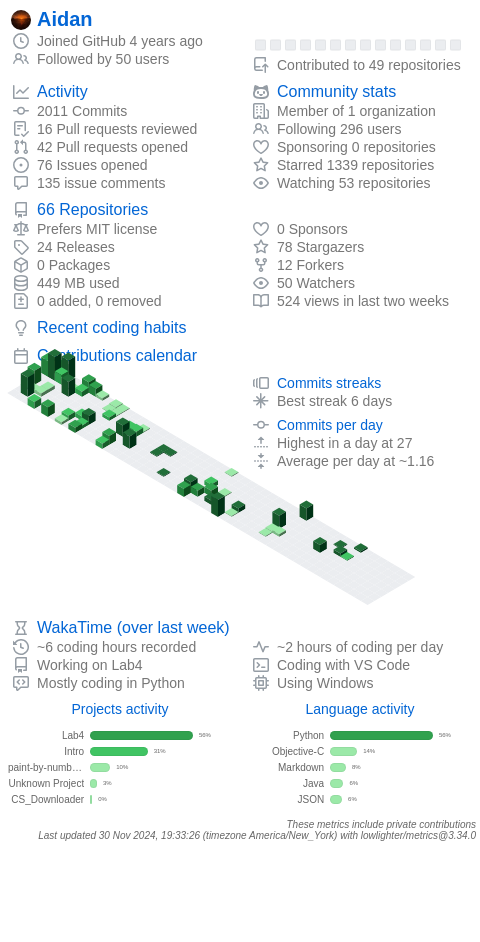 Aidan
Joined GitHub 4 years ago
Followed by 50 users
Contributed to 49 repositories
Activity
2011 Commits
16 Pull requests reviewed
42 Pull requests opened
76 Issues opened
135 issue comments
Community stats
Member of 1 organization
Following 296 users
Sponsoring 0 repositories
Starred 1339 repositories
Watching 53 repositories
66 Repositories
Prefers MIT license
24 Releases
0 Packages
449 MB used
0 added, 0 removed
0 Sponsors
78 Stargazers
12 Forkers
50 Watchers
524 views in last two weeks
Recent coding habits
Contributions calendar
Commits streaks
Best streak 6 days
Commits per day
Highest in a day at 27
Average per day at ~1.16
WakaTime (over last week)
~6 coding hours recorded
Working on Lab4
Mostly coding in Python
~2 hours of coding per day
Coding with VS Code
Using Windows
Projects activity
Lab4 56%
Intro 31%
paint-by-numb... 10%
Unknown Project 3%
CS_Downloader 0%
Language activity
Python 56%
Objective-C 14%
Markdown 8%
Java 6%
JSON 6%
These metrics include private contributions
Last updated 30 Nov 2024, 19:33:26 (timezone America/New_York) with lowlighter/metrics@3.34.0